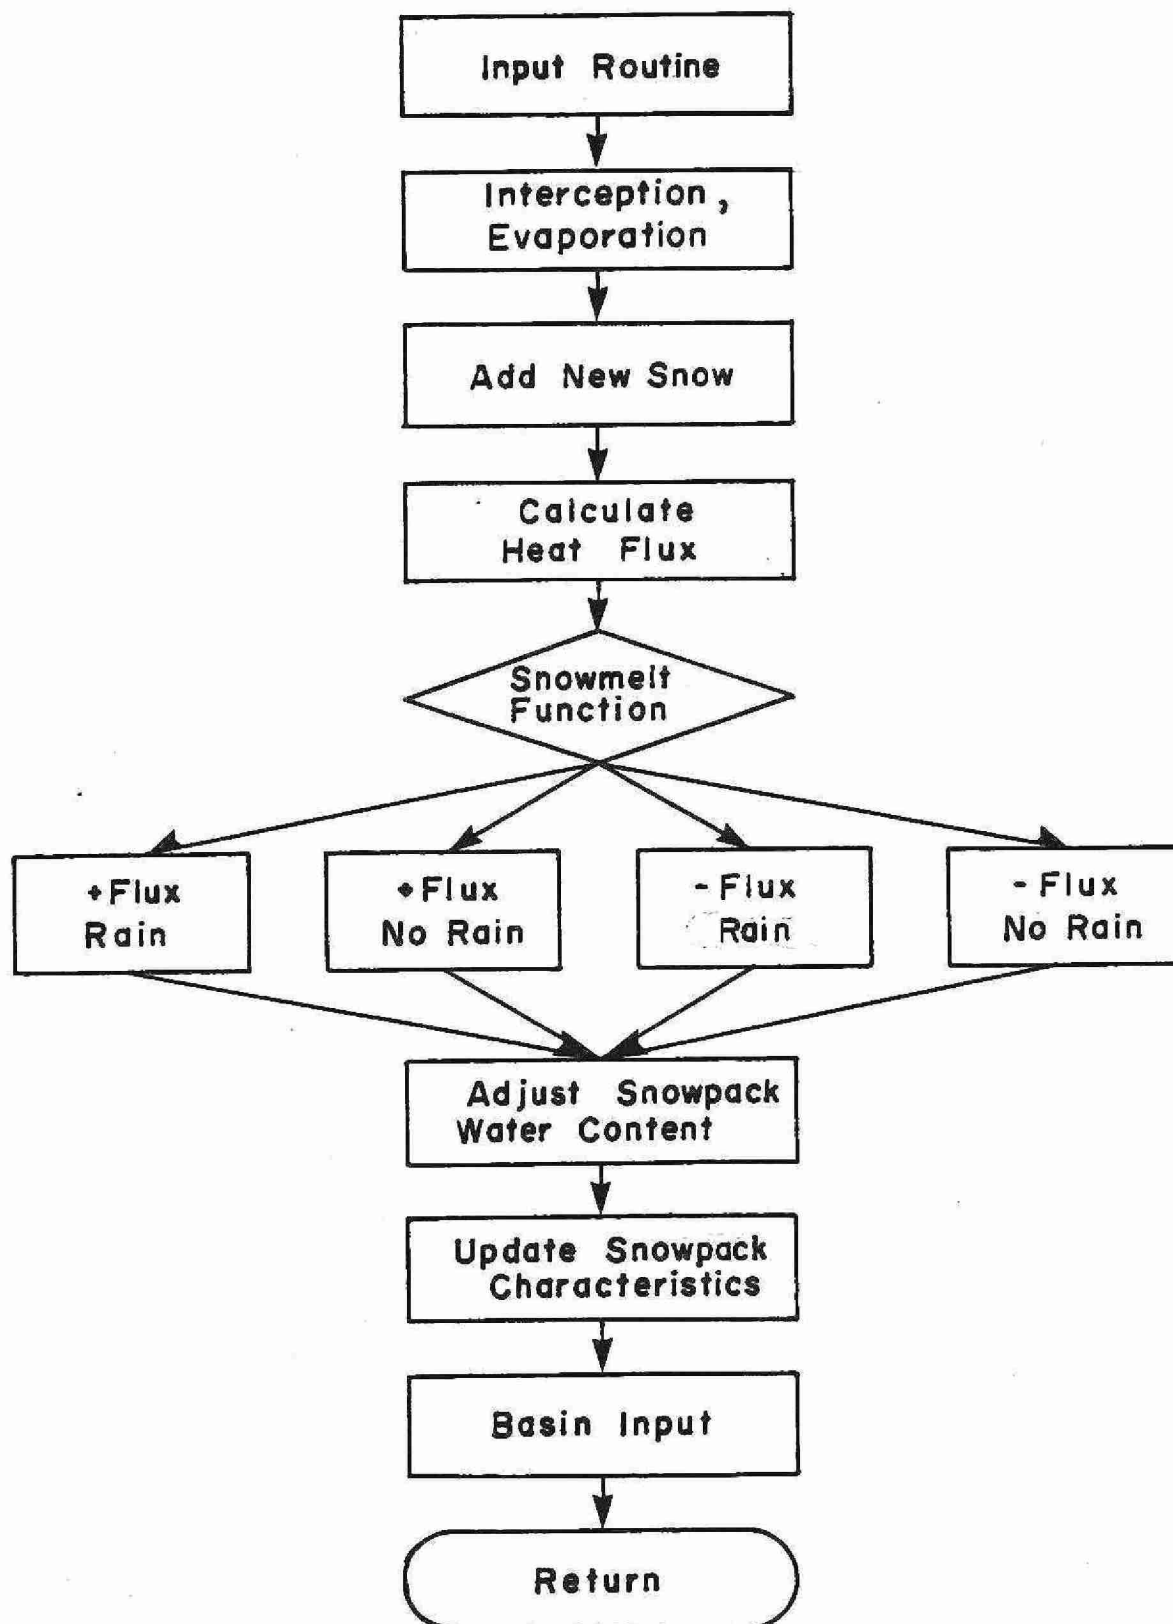 Input Routine
Interception,
Evaporation
Add New Snow
Calculate
Heat Flux
Snowmelt
Function
+Flux
Rain
+Flux
No Rain
-Flux
Rain
-Flux
No Rain
Adjust Snowpack
Water Content
Update Snowpack
Characteristics
Basin Input
Return